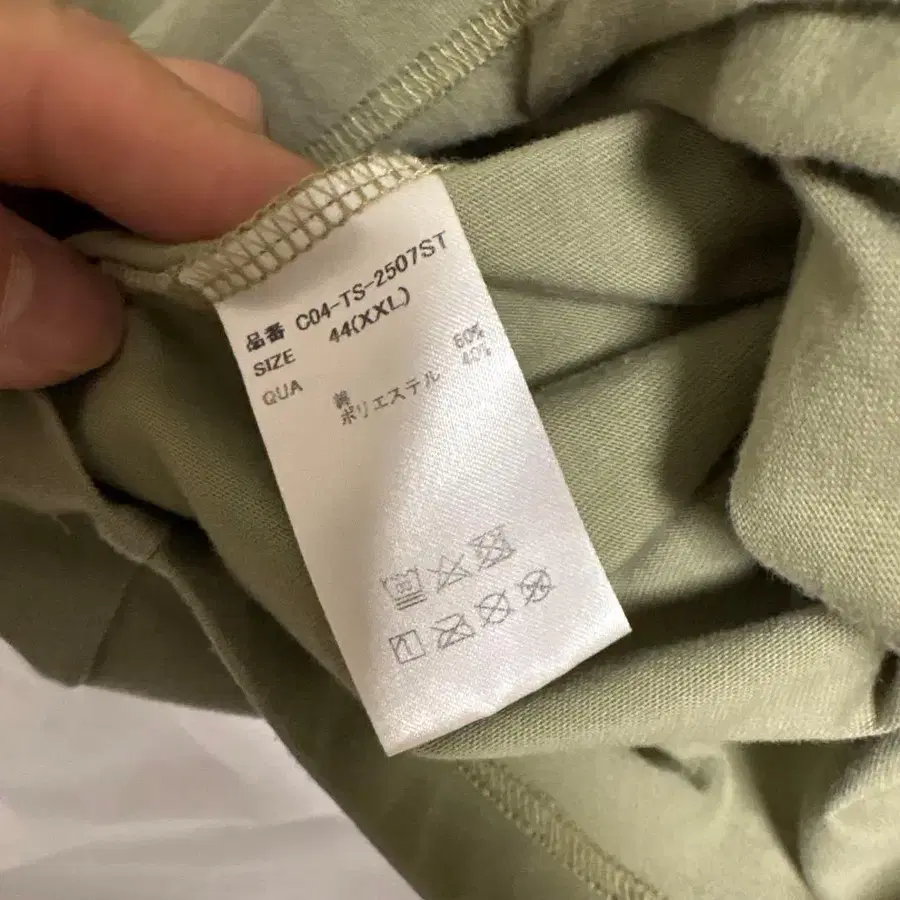 品番 C04-TS-2507ST
SIZE 44(XXL)
QUA 綿 60%
ポリエステル 40%